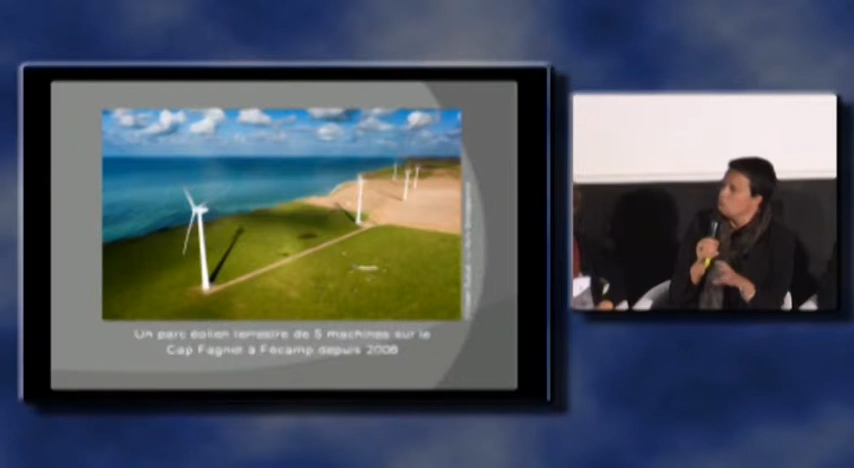 Un parc éolien terrestre de 5 machines sur le
Cap Fagnet à Fécamp depuis 2006